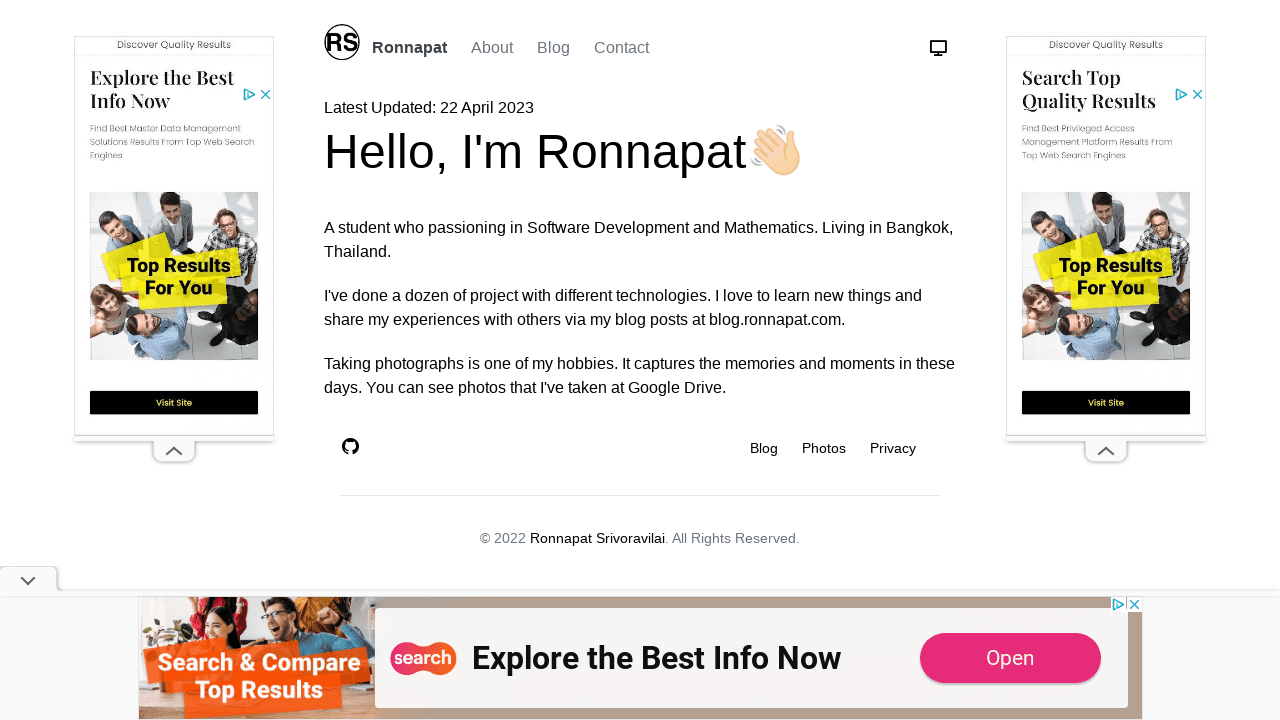 RS
Ronnapat
About
Blog
Contact
Latest Updated: 22 April 2023
Hello, I'm Ronnapat👋🏼
A student who passioning in Software Development and Mathematics. Living in Bangkok,
Thailand.
I've done a dozen of project with different technologies. I love to learn new things and
share my experiences with others via my blog posts at blog.ronnapat.com.
Taking photographs is one of my hobbies. It captures the memories and moments in these
days. You can see photos that I've taken at Google Drive.
Blog
Photos
Privacy
© 2022 Ronnapat Srivoravilai. All Rights Reserved.
Discover Quality Results
Explore the Best
Info Now
Find Best Master Data Management
Solutions Results From Top Web Search
Engines
Top Results
For You
Visit Site
Discover Quality Results
Search Top
Quality Results
Find Best Privileged Access
Management Platform Results From
Top Web Search Engines
Top Results
For You
Visit Site
Search & Compare
Top Results
search
Explore the Best Info Now
Open